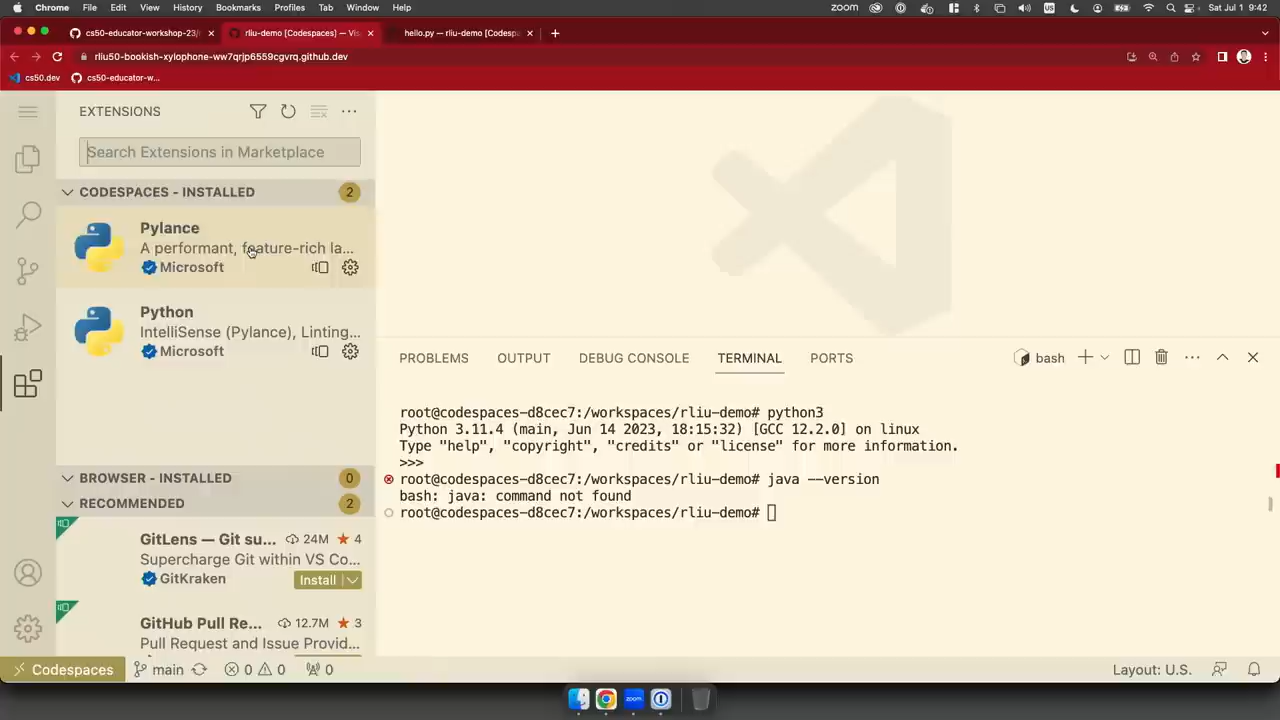 Chrome File Edit View History Bookmarks Profiles Tab Window Help zoom US Sat Jul 1 9:42
cs50-educator-workshop-23/r rliu-demo [Codespaces] — Vis hello.py — rliu-demo [Codespa
rliu50-bookish-xylophone-ww7qrjp6559cgvrq.github.dev
cs50.dev cs50-educator-w...
EXTENSIONS
Search Extensions in Marketplace
CODESPACES - INSTALLED 2
Pylance
A performant, feature-rich la...
Microsoft
Python
IntelliSense (Pylance), Linting...
Microsoft
BROWSER - INSTALLED 0
RECOMMENDED 2
GitLens — Git su... 24M ★ 4
Supercharge Git within VS Co...
GitKraken Install
GitHub Pull Re... 12.7M ★ 3
Pull Request and Issue Provid...
PROBLEMS OUTPUT DEBUG CONSOLE TERMINAL PORTS bash
root@codespaces-d8cec7:/workspaces/rliu-demo# python3
Python 3.11.4 (main, Jun 14 2023, 18:15:32) [GCC 12.2.0] on linux
Type "help", "copyright", "credits" or "license" for more information.
>>>
root@codespaces-d8cec7:/workspaces/rliu-demo# java --version
bash: java: command not found
root@codespaces-d8cec7:/workspaces/rliu-demo#
Codespaces main 0 0 0 Layout: U.S.
zoom